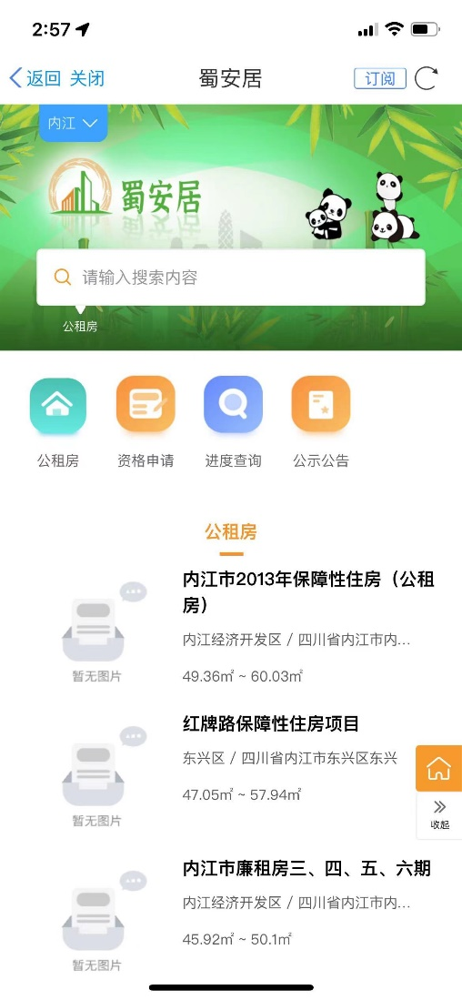 2:57
返回 关闭 蜀安居 订阅
内江
蜀安居
请输入搜索内容
公租房
公租房 资格申请 进度查询 公示公告
公租房
内江市2013年保障性住房（公租
房）
内江经济开发区 / 四川省内江市内...
49.36㎡ ~ 60.03㎡
暂无图片
红牌路保障性住房项目
东兴区 / 四川省内江市东兴区东兴
47.05㎡ ~ 57.94㎡
暂无图片
收起
内江市廉租房三、四、五、六期
内江经济开发区 / 四川省内江市内...
45.92㎡ ~ 50.1㎡
暂无图片